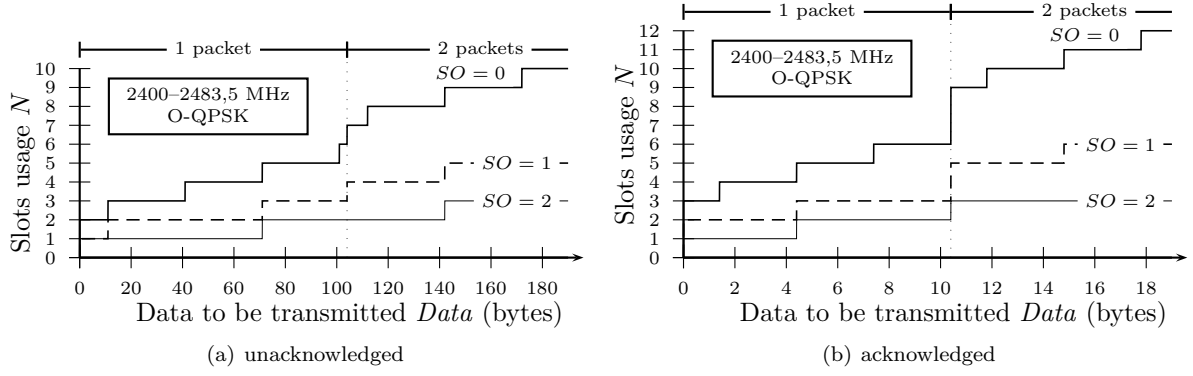 1 packet
2 packets
10
9
8
7
6
5
4
3
2
1
0
Slots usage N
2400–2483,5 MHz
O-QPSK
SO = 0
SO = 1
SO = 2
0 20 40 60 80 100 120 140 160 180
Data to be transmitted Data (bytes)
(a) unacknowledged
1 packet
2 packets
12
11
10
9
8
7
6
5
4
3
2
1
0
Slots usage N
2400–2483,5 MHz
O-QPSK
SO = 0
SO = 1
SO = 2
0 2 4 6 8 10 12 14 16 18
Data to be transmitted Data (bytes)
(b) acknowledged